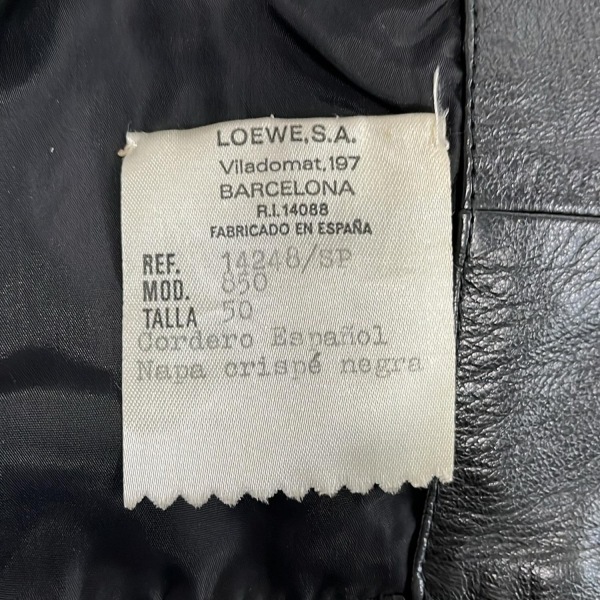 LOEWE,S.A.
Viladomat,197
BARCELONA
R.I.14088
FABRICADO EN ESPAÑA
REF. 14248/SP
MOD. 850
TALLA 50
Cordero Español
Napa crispé negra